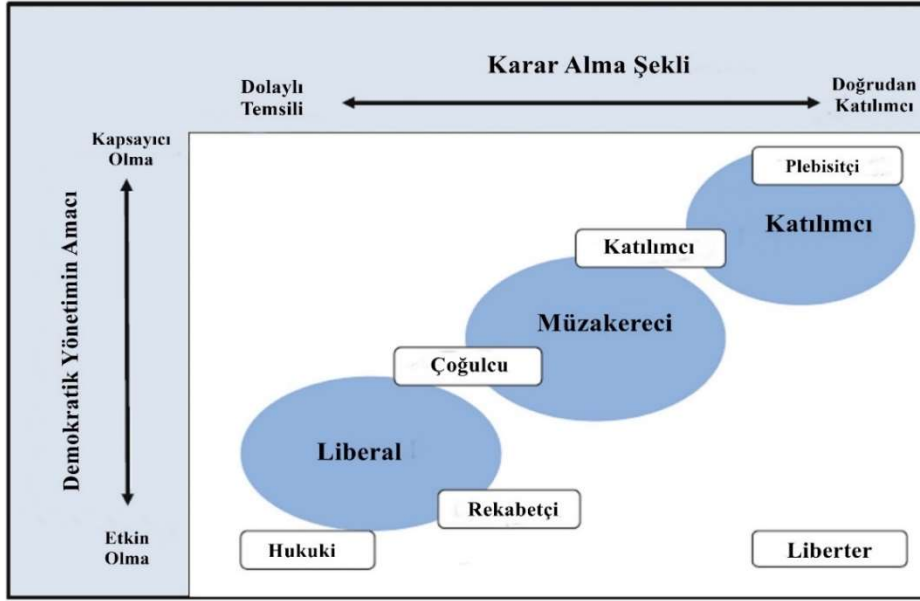 Karar Alma Şekli
Dolaylı
Temsili
Doğrudan
Katılımcı
Kapsayıcı
Olma
Demokratik Yönetimin Amacı
Etkin
Olma
Plebisitçi
Katılımcı
Katılımcı
Müzakereci
Çoğulcu
Liberal
Rekabetçi
Hukuki
Liberter